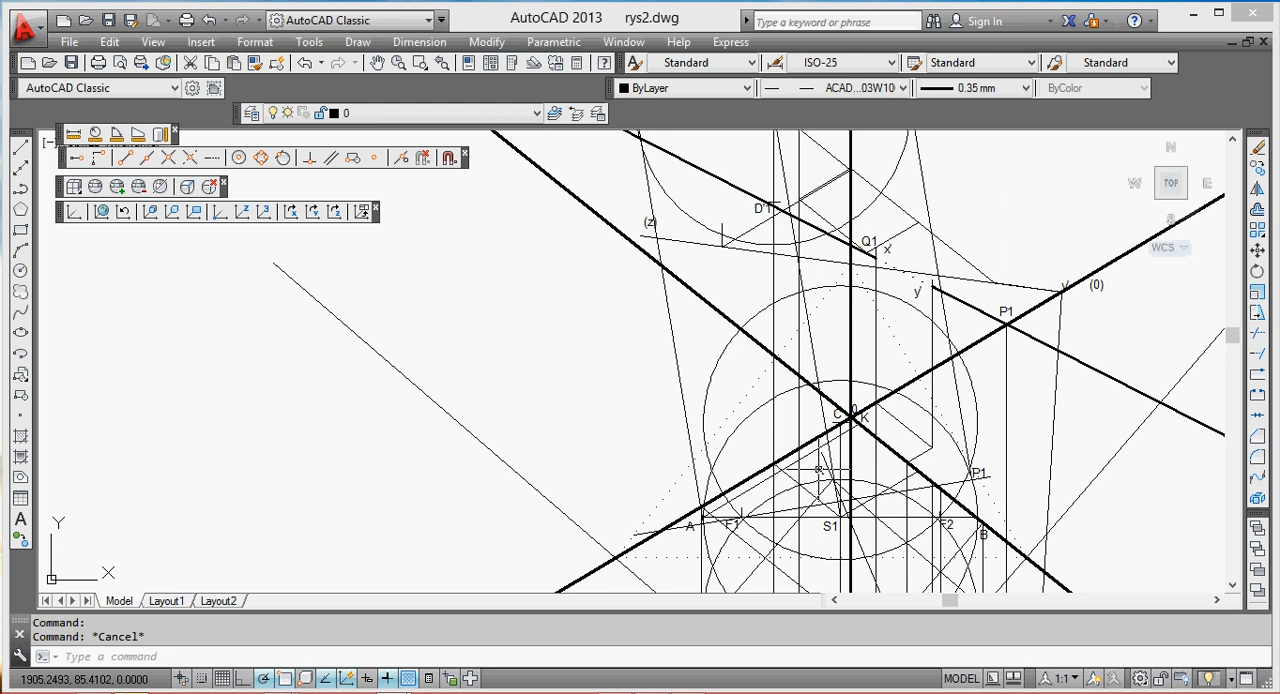 AutoCAD Classic
AutoCAD 2013 rys2.dwg
Type a keyword or phrase
Sign In
File Edit View Insert Format Tools Draw Dimension Modify Parametric Window Help Express
Standard
ISO-25
Standard
Standard
AutoCAD Classic
ByLayer
ACAD...03W10
0.35 mm
ByColor
0
[−]
N
W TOP E
S
WCS
D'1
(z)
Q1
x'
y'
y
(0)
P1
C 0 K
P1
A F1 S1 F2 B
Y
X
Model Layout1 Layout2
Command:
Command: *Cancel*
Type a command
1905.2493, 85.4102, 0.0000
MODEL
1:1